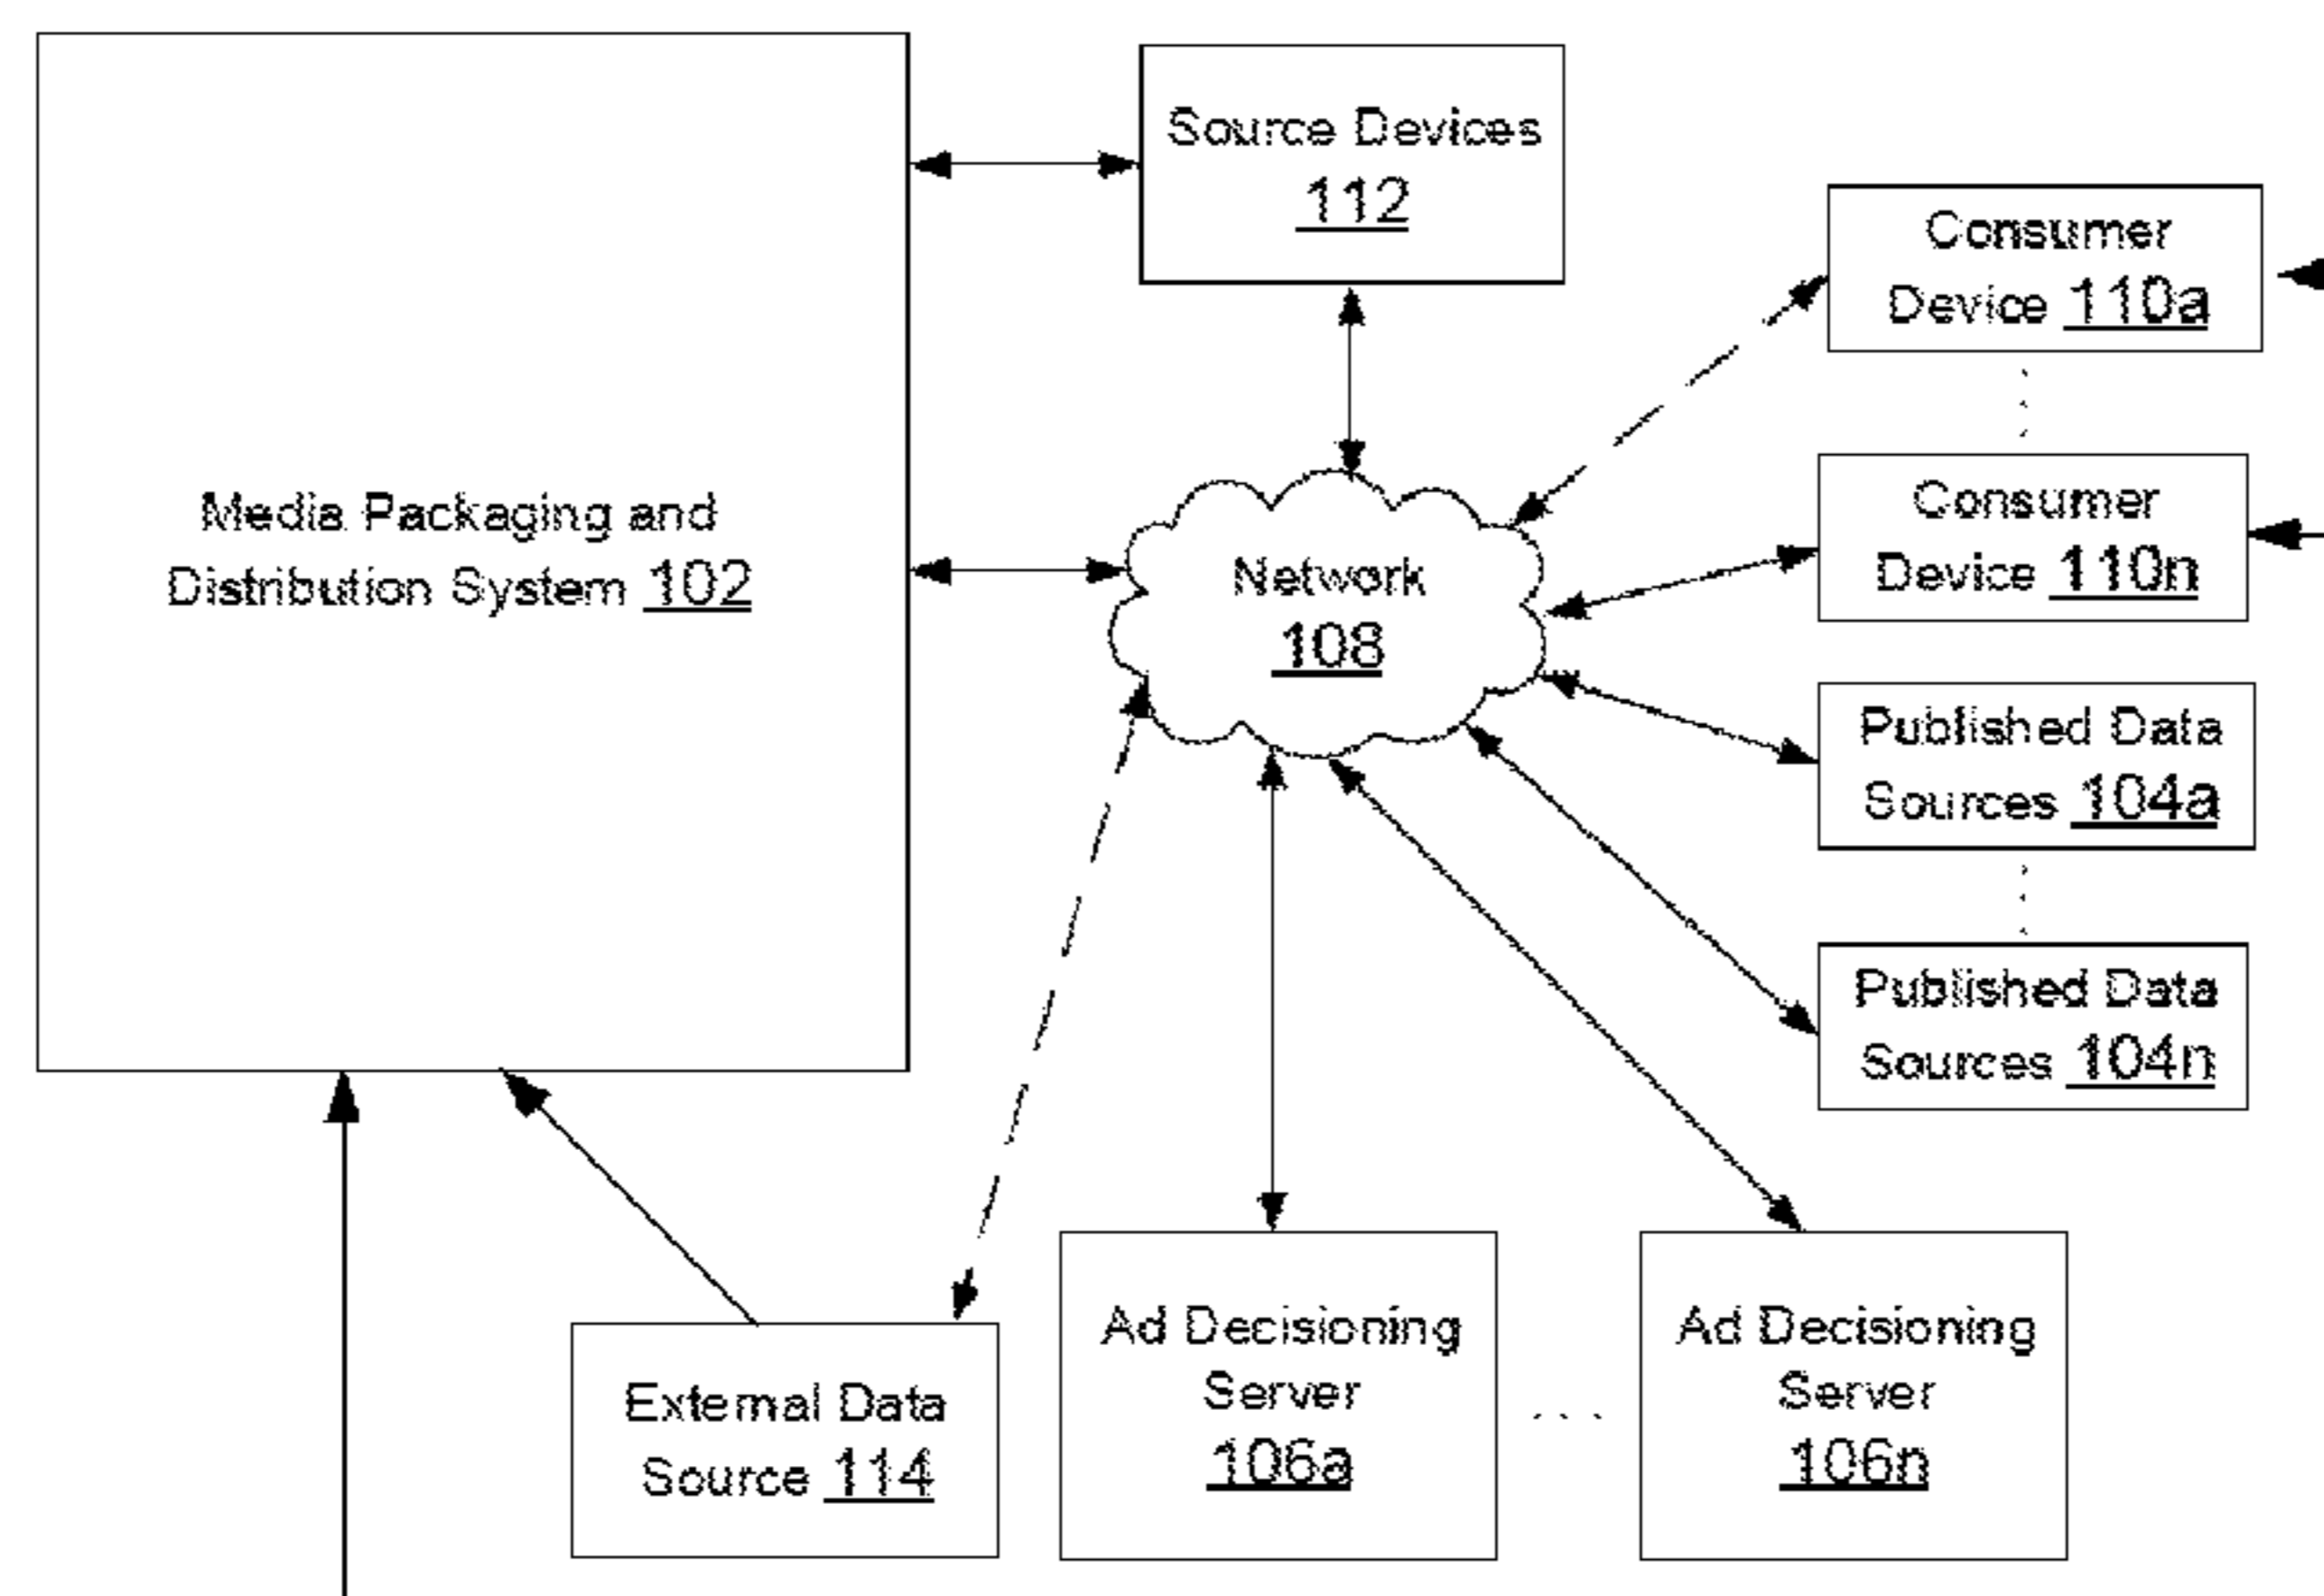 Source Devices
112
Consumer
Device 110a
Media Packaging and
Distribution System 102
Network
108
Consumer
Device 110n
Published Data
Sources 104a
Published Data
Sources 104n
External Data
Source 114
Ad Decisioning
Server
106a
. . .
Ad Decisioning
Server
106n